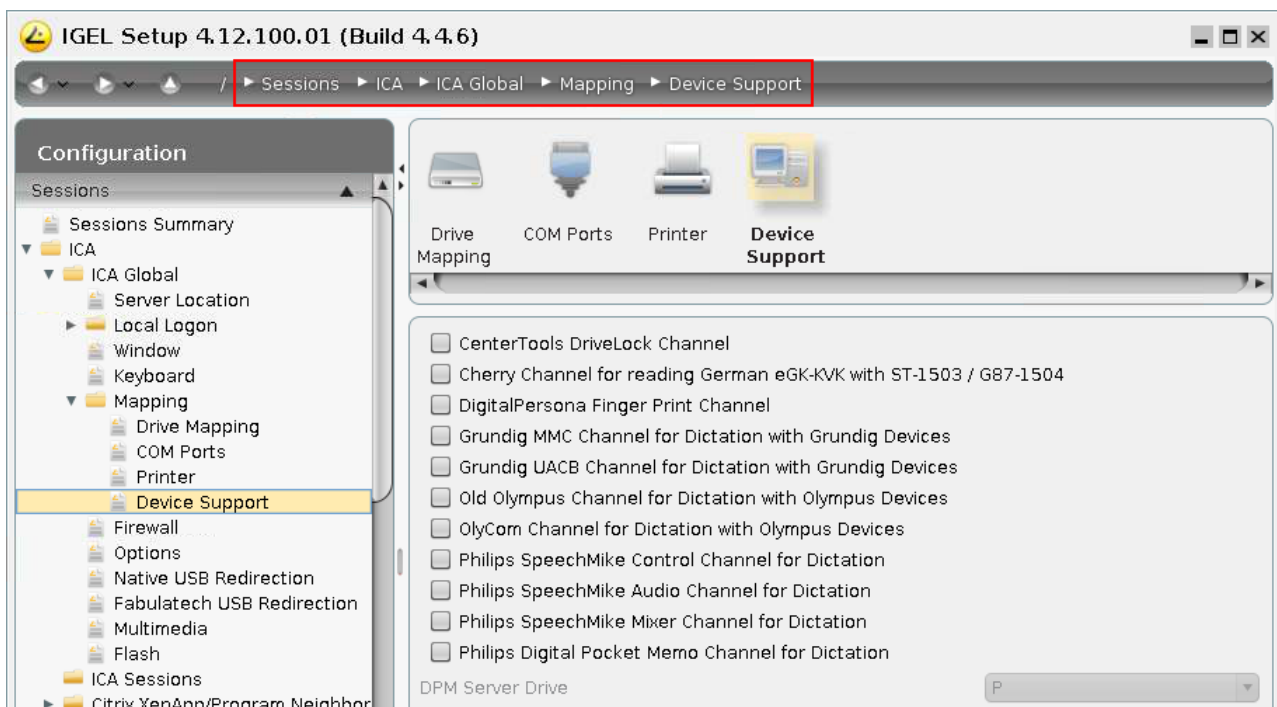 IGEL Setup 4.12.100.01 (Build 4.4.6)
/ Sessions ICA ICA Global Mapping Device Support
Configuration
Sessions
Sessions Summary
ICA
ICA Global
Server Location
Local Logon
Window
Keyboard
Mapping
Drive Mapping
COM Ports
Printer
Device Support
Firewall
Options
Native USB Redirection
Fabulatech USB Redirection
Multimedia
Flash
ICA Sessions
Citrix XenApp/Program Neighbor
Drive Mapping
COM Ports
Printer
Device Support
CenterTools DriveLock Channel
Cherry Channel for reading German eGK-KVK with ST-1503 / G87-1504
DigitalPersona Finger Print Channel
Grundig MMC Channel for Dictation with Grundig Devices
Grundig UACB Channel for Dictation with Grundig Devices
Old Olympus Channel for Dictation with Olympus Devices
OlyCom Channel for Dictation with Olympus Devices
Philips SpeechMike Control Channel for Dictation
Philips SpeechMike Audio Channel for Dictation
Philips SpeechMike Mixer Channel for Dictation
Philips Digital Pocket Memo Channel for Dictation
DPM Server Drive P